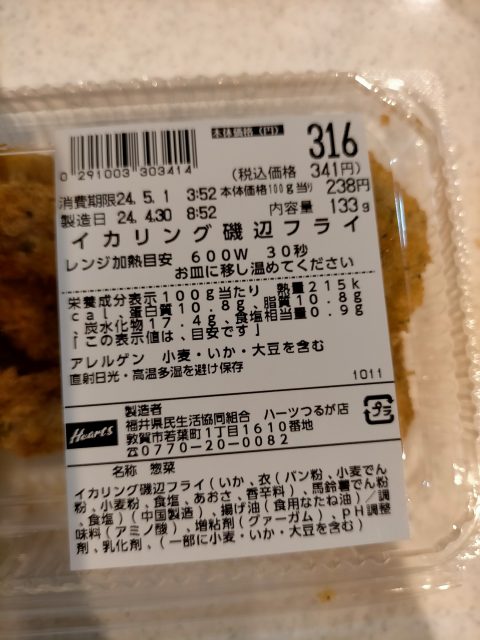 本体価格(円)
316
0 291003 303414
(税込価格 341円)
消費期限24.5.1 3:52 本体価格100g当り 238円
製造日 24.4.30 8:52 内容量 133g
イカリング磯辺フライ
レンジ加熱目安 600W 30秒
お皿に移し温めてください
栄養成分表示100g当たり 熱量215k
cal、蛋白質10.8g、脂質10.8g
、炭水化物17.4g、食塩相当量0.9g
「この表示値は、目安です」
アレルゲン 小麦・いか・大豆を含む
直射日光・高温多湿を避け保存
1011
製造者
福井県民生活協同組合 ハーツつるが店
敦賀市若葉町1丁目1610番地
☎0770-20-0082
Hearts
プラ
名称 惣菜
イカリング磯辺フライ(いか、衣(パン粉、小麦でん
粉、小麦粉、食塩、あおさ、香辛料)、馬鈴薯でん粉
、食塩)(中国製造)、揚げ油(食用なたね油)/調
味料(アミノ酸)、増粘剤(グァーガム)、pH調整
剤、乳化剤、(一部に小麦・いか・大豆を含む)